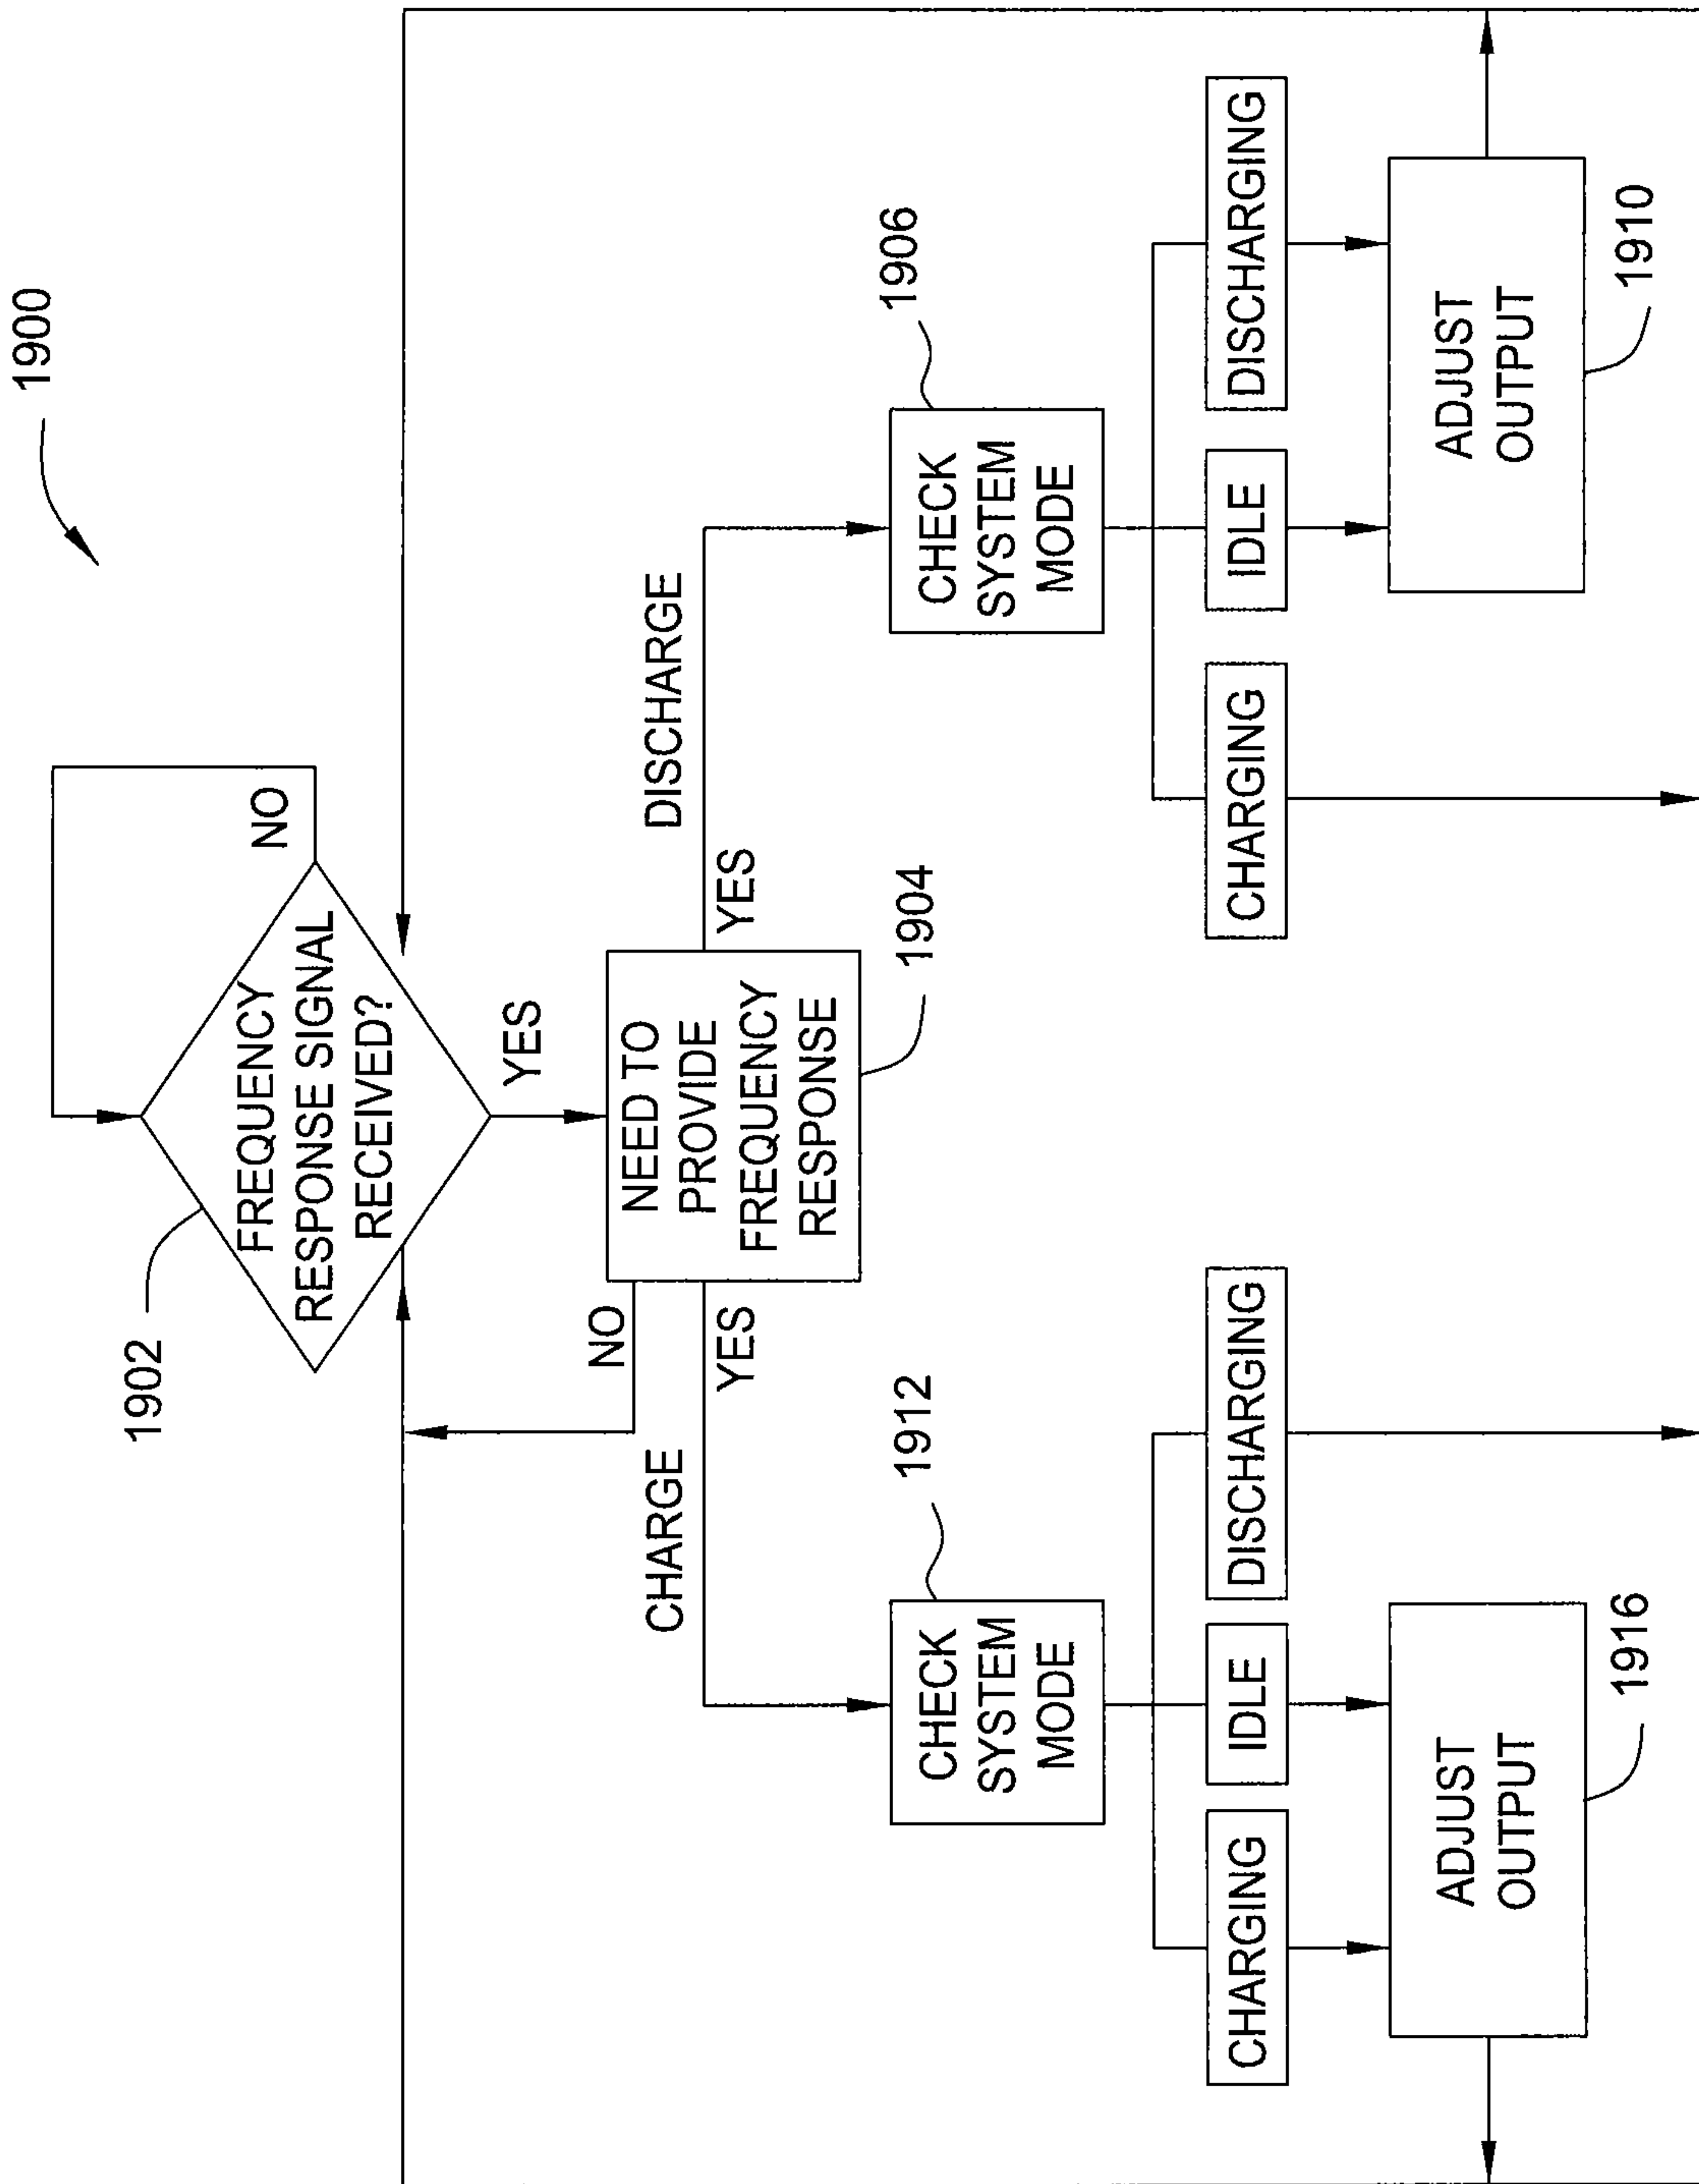 1900
1902
FREQUENCY
RESPONSE SIGNAL
RECEIVED?
NO
YES
NEED TO
PROVIDE
FREQUENCY
RESPONSE
1904
NO
CHARGE
YES
DISCHARGE
YES
1912
CHECK
SYSTEM
MODE
CHARGING
IDLE
DISCHARGING
ADJUST
OUTPUT
1916
1906
CHECK
SYSTEM
MODE
CHARGING
IDLE
DISCHARGING
ADJUST
OUTPUT
1910